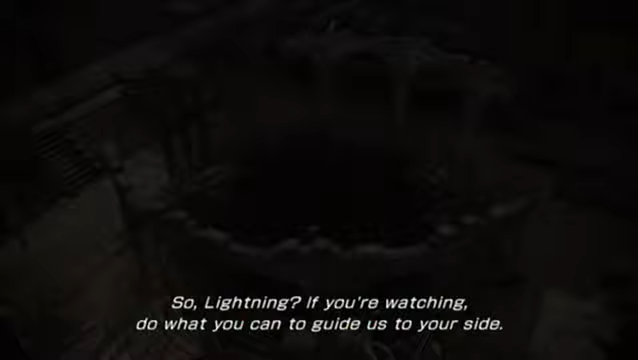 So, Lightning? If you're watching,
do what you can to guide us to your side.